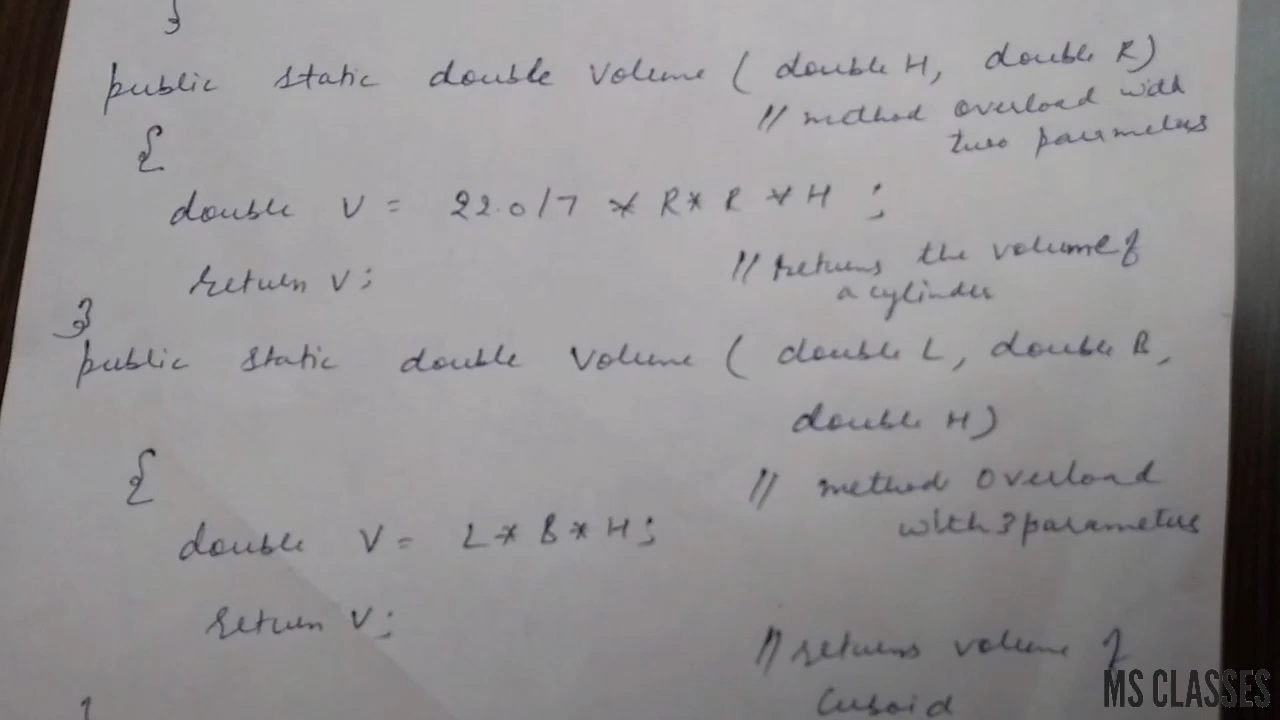 }
public static double Volume ( double H, double R)
// method overload with
two parameters
{
double V = 22.0/7 * R * R * H ;
return V; // returns the volume of
a cylinder
}
public static double Volume ( double L, double B,
double H)
{ // method Overload
with 3 parameters
double V = L * B * H ;
return V;
// returns volume of
Cuboid
MS CLASSES